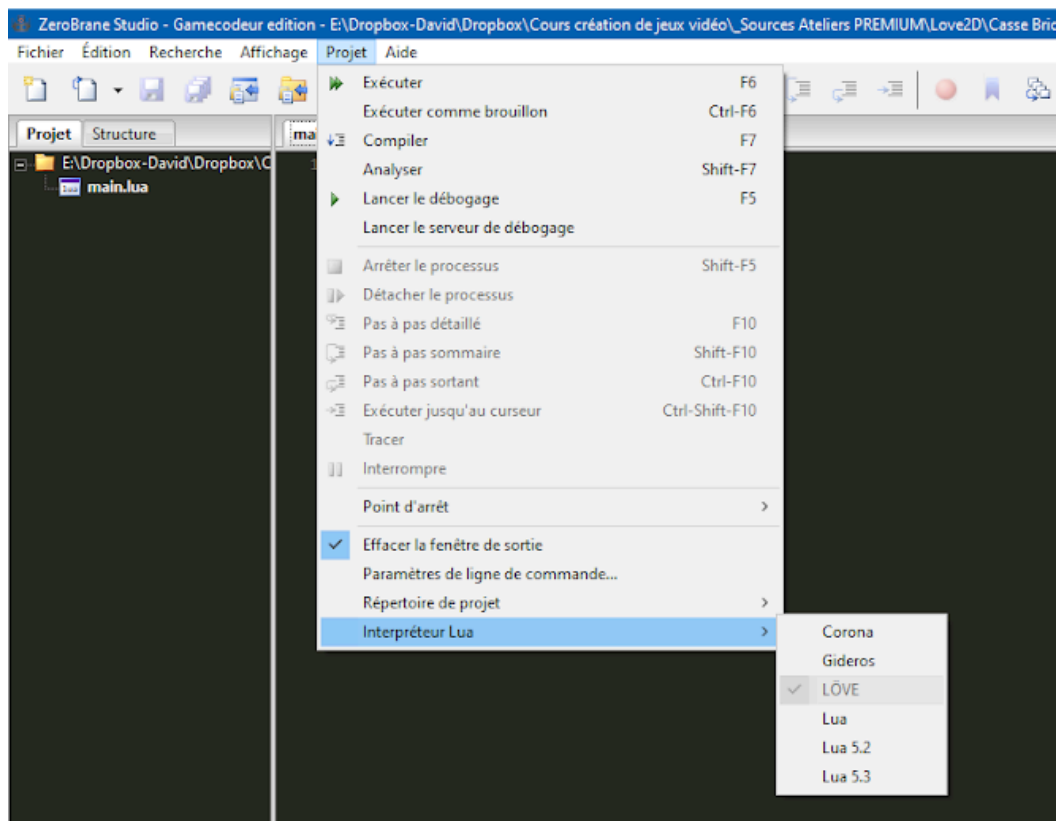 ZeroBrane Studio - Gamecodeur edition - E:\Dropbox-David\Dropbox\Cours création de jeux vidéo\_Sources Ateliers PREMIUM\Love2D\Casse Bric
Fichier Édition Recherche Affichage Projet Aide
Projet Structure
mai
E:\Dropbox-David\Dropbox\C
1
main.lua
Exécuter F6
Exécuter comme brouillon Ctrl-F6
Compiler F7
Analyser Shift-F7
Lancer le débogage F5
Lancer le serveur de débogage
Arrêter le processus Shift-F5
Détacher le processus
Pas à pas détaillé F10
Pas à pas sommaire Shift-F10
Pas à pas sortant Ctrl-F10
Exécuter jusqu'au curseur Ctrl-Shift-F10
Tracer
Interrompre
Point d'arrêt
Effacer la fenêtre de sortie
Paramètres de ligne de commande...
Répertoire de projet
Interpréteur Lua
Corona
Gideros
LÖVE
Lua
Lua 5.2
Lua 5.3